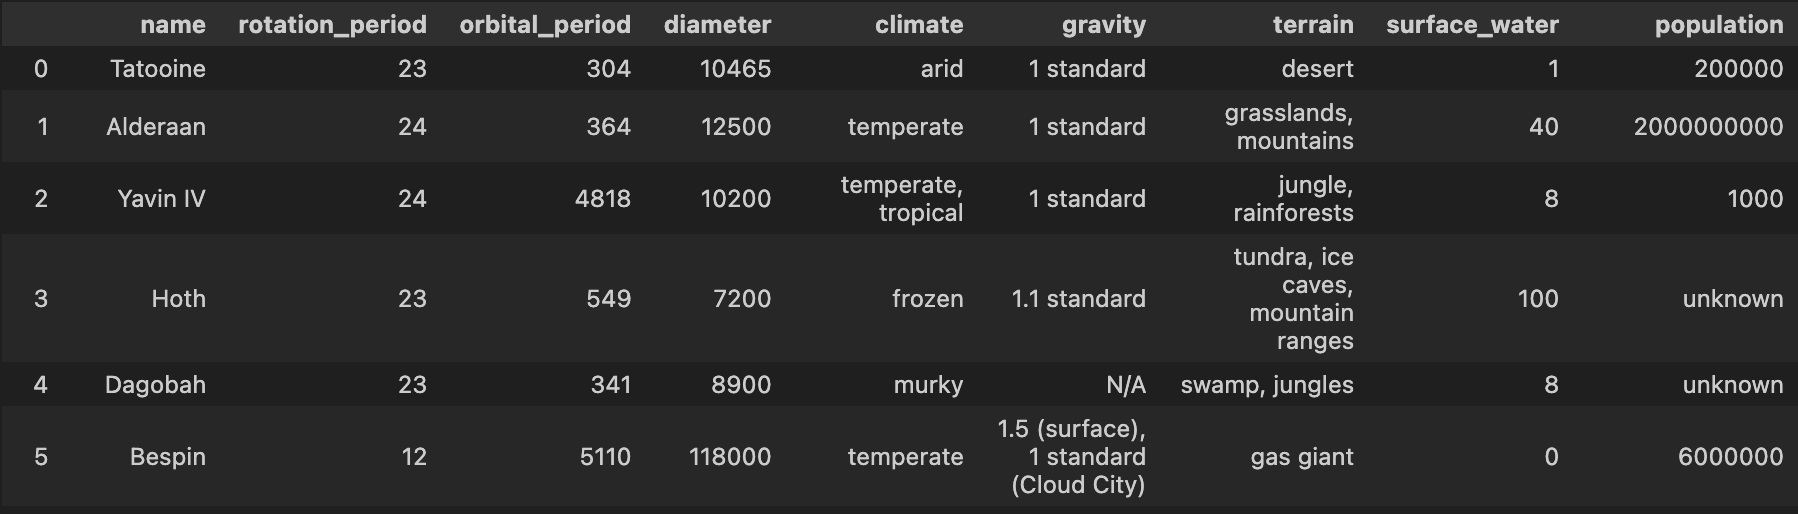 name rotation_period orbital_period diameter climate gravity terrain surface_water population
0 Tatooine 23 304 10465 arid 1 standard desert 1 200000
1 Alderaan 24 364 12500 temperate 1 standard grasslands, mountains 40 2000000000
2 Yavin IV 24 4818 10200 temperate, tropical 1 standard jungle, rainforests 8 1000
3 Hoth 23 549 7200 frozen 1.1 standard tundra, ice caves, mountain ranges 100 unknown
4 Dagobah 23 341 8900 murky N/A swamp, jungles 8 unknown
5 Bespin 12 5110 118000 temperate 1.5 (surface), 1 standard (Cloud City) gas giant 0 6000000